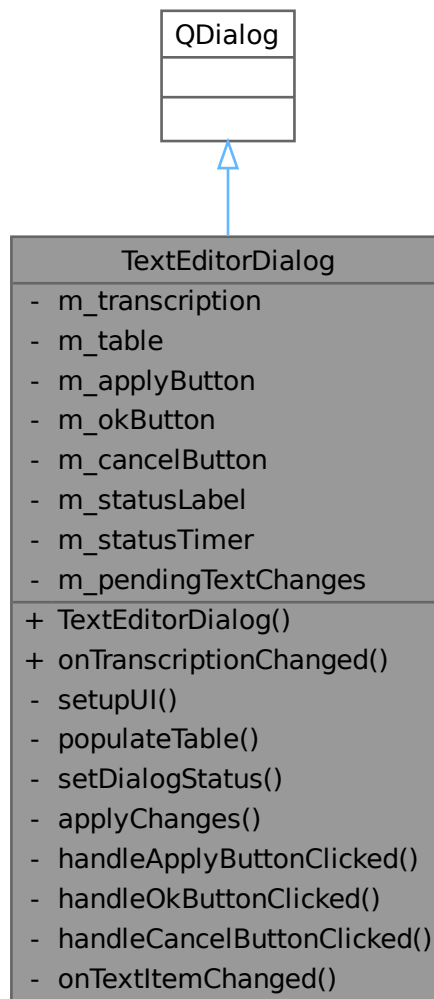 QDialog
TextEditorDialog
- m_transcription
- m_table
- m_applyButton
- m_okButton
- m_cancelButton
- m_statusLabel
- m_statusTimer
- m_pendingTextChanges
+ TextEditorDialog()
+ onTranscriptionChanged()
- setupUI()
- populateTable()
- setDialogStatus()
- applyChanges()
- handleApplyButtonClicked()
- handleOkButtonClicked()
- handleCancelButtonClicked()
- onTextItemChanged()